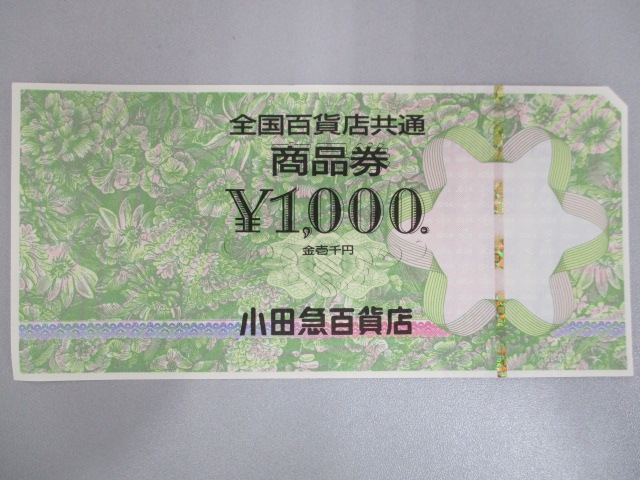 全国百貨店共通
商品券
¥1,000.
金壱千円
小田急百貨店